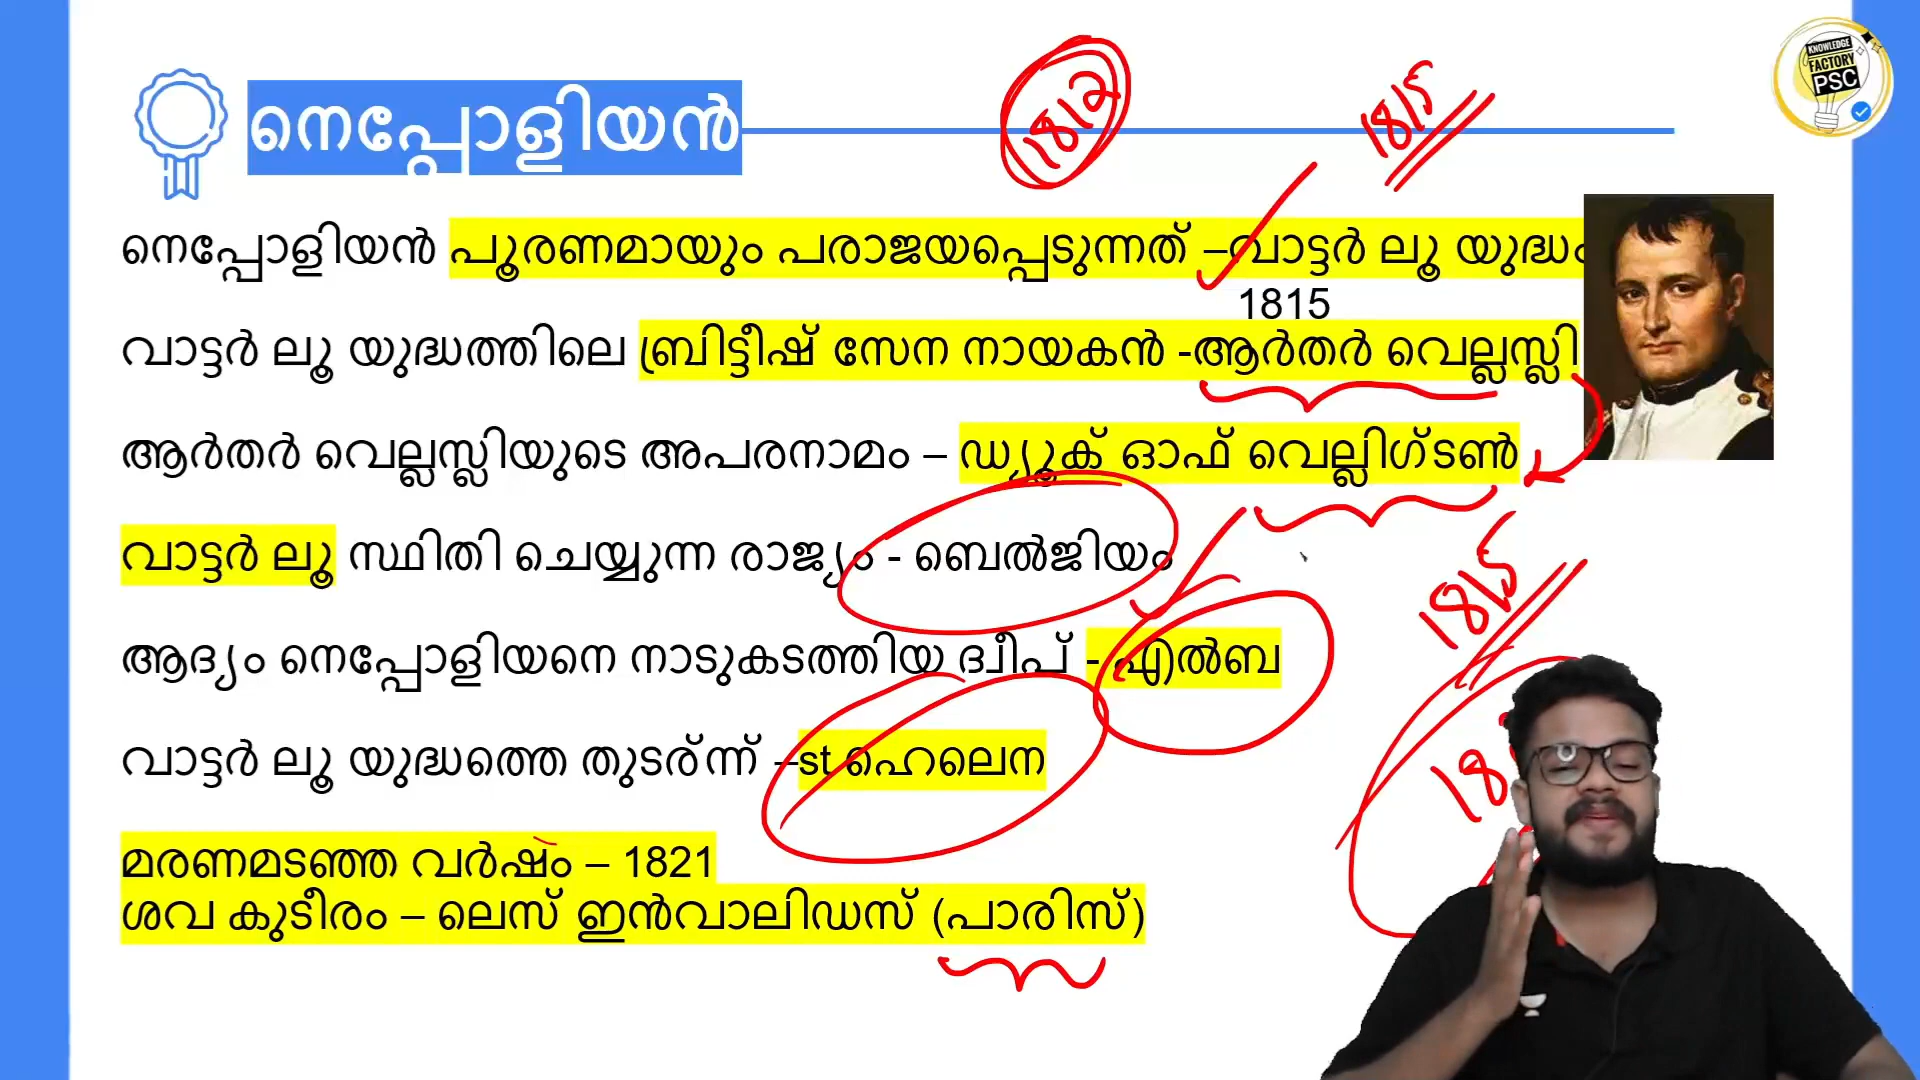 KNOWLEDGE
FACTORY
PSC
നെപ്പോളിയൻ
1812
1815
നെപ്പോളിയൻ പൂരണമായും പരാജയപ്പെടുന്നത് –വാട്ടർ ലൂ യുദ്ധം
1815
വാട്ടർ ലൂ യുദ്ധത്തിലെ ബ്രിട്ടീഷ് സേന നായകൻ -ആർതർ വെല്ലസ്ലി
ആർതർ വെല്ലസ്ലിയുടെ അപരനാമം – ഡ്യൂക് ഓഫ് വെല്ലിഗ്ടൺ
വാട്ടർ ലൂ സ്ഥിതി ചെയ്യുന്ന രാജ്യം - ബെൽജിയം
1815
ആദ്യം നെപ്പോളിയനെ നാടുകടത്തിയ ദ്വീപ് - എൽബ
വാട്ടർ ലൂ യുദ്ധത്തെ തുടര്ന്ന് –st ഹെലെന
മരണമടഞ്ഞ വർഷം – 1821
ശവ കുടീരം – ലെസ് ഇൻവാലിഡസ് (പാരിസ്)